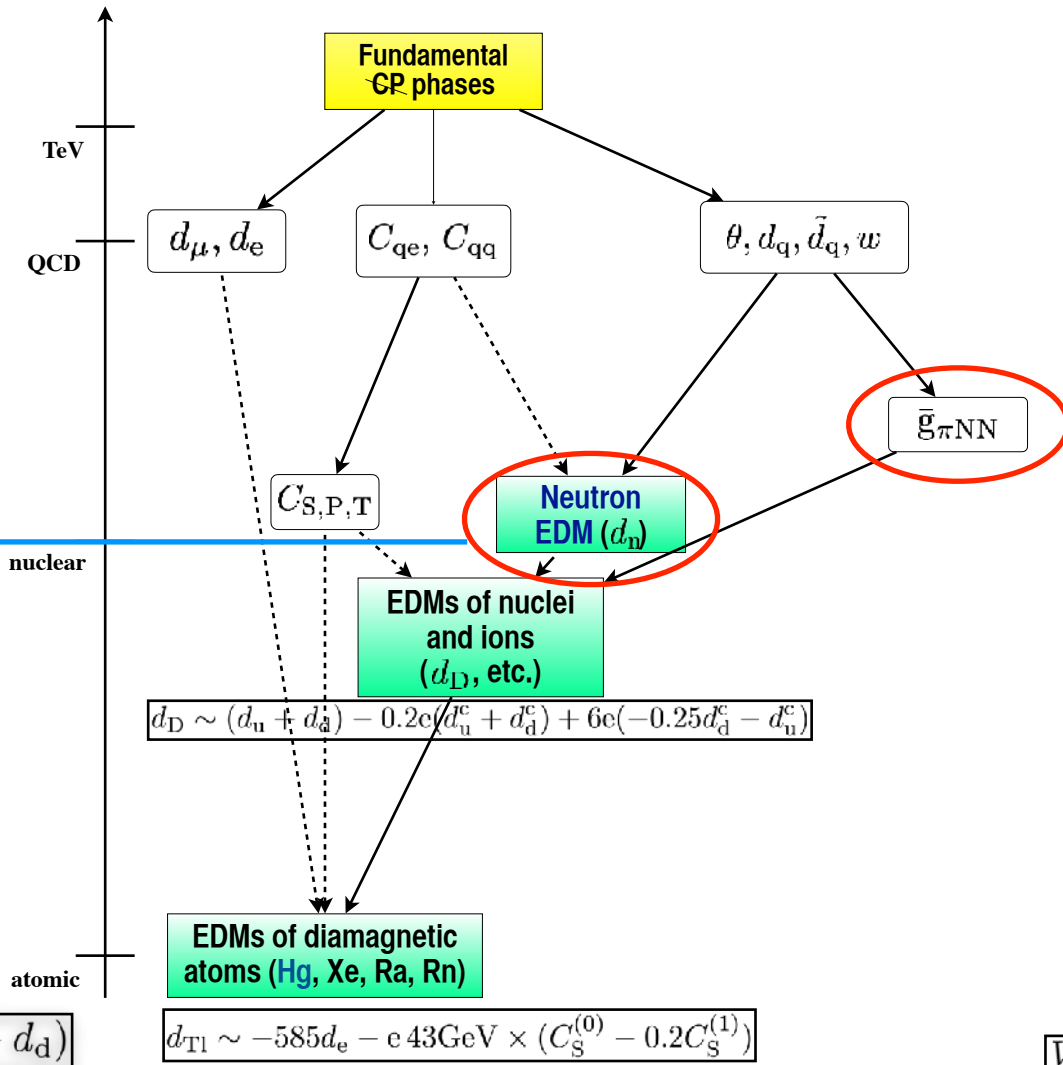 Fundamental
CP phases
TeV
d_μ, d_e
C_qe, C_qq
θ, d_q, d̃_q, w
QCD
ḡ_πNN
C_S,P,T
Neutron
EDM (d_n)
nuclear
EDMs of nuclei
and ions
(d_D, etc.)
d_D ∼ (d_u + d_d) − 0.2e(d_u^c + d_d^c) + 6e(−0.25d_d^c − d_u^c)
EDMs of diamagnetic
atoms (Hg, Xe, Ra, Rn)
atomic
d_d)
d_Tl ∼ −585d_e − e 43GeV × (C_S^(0) − 0.2C_S^(1))